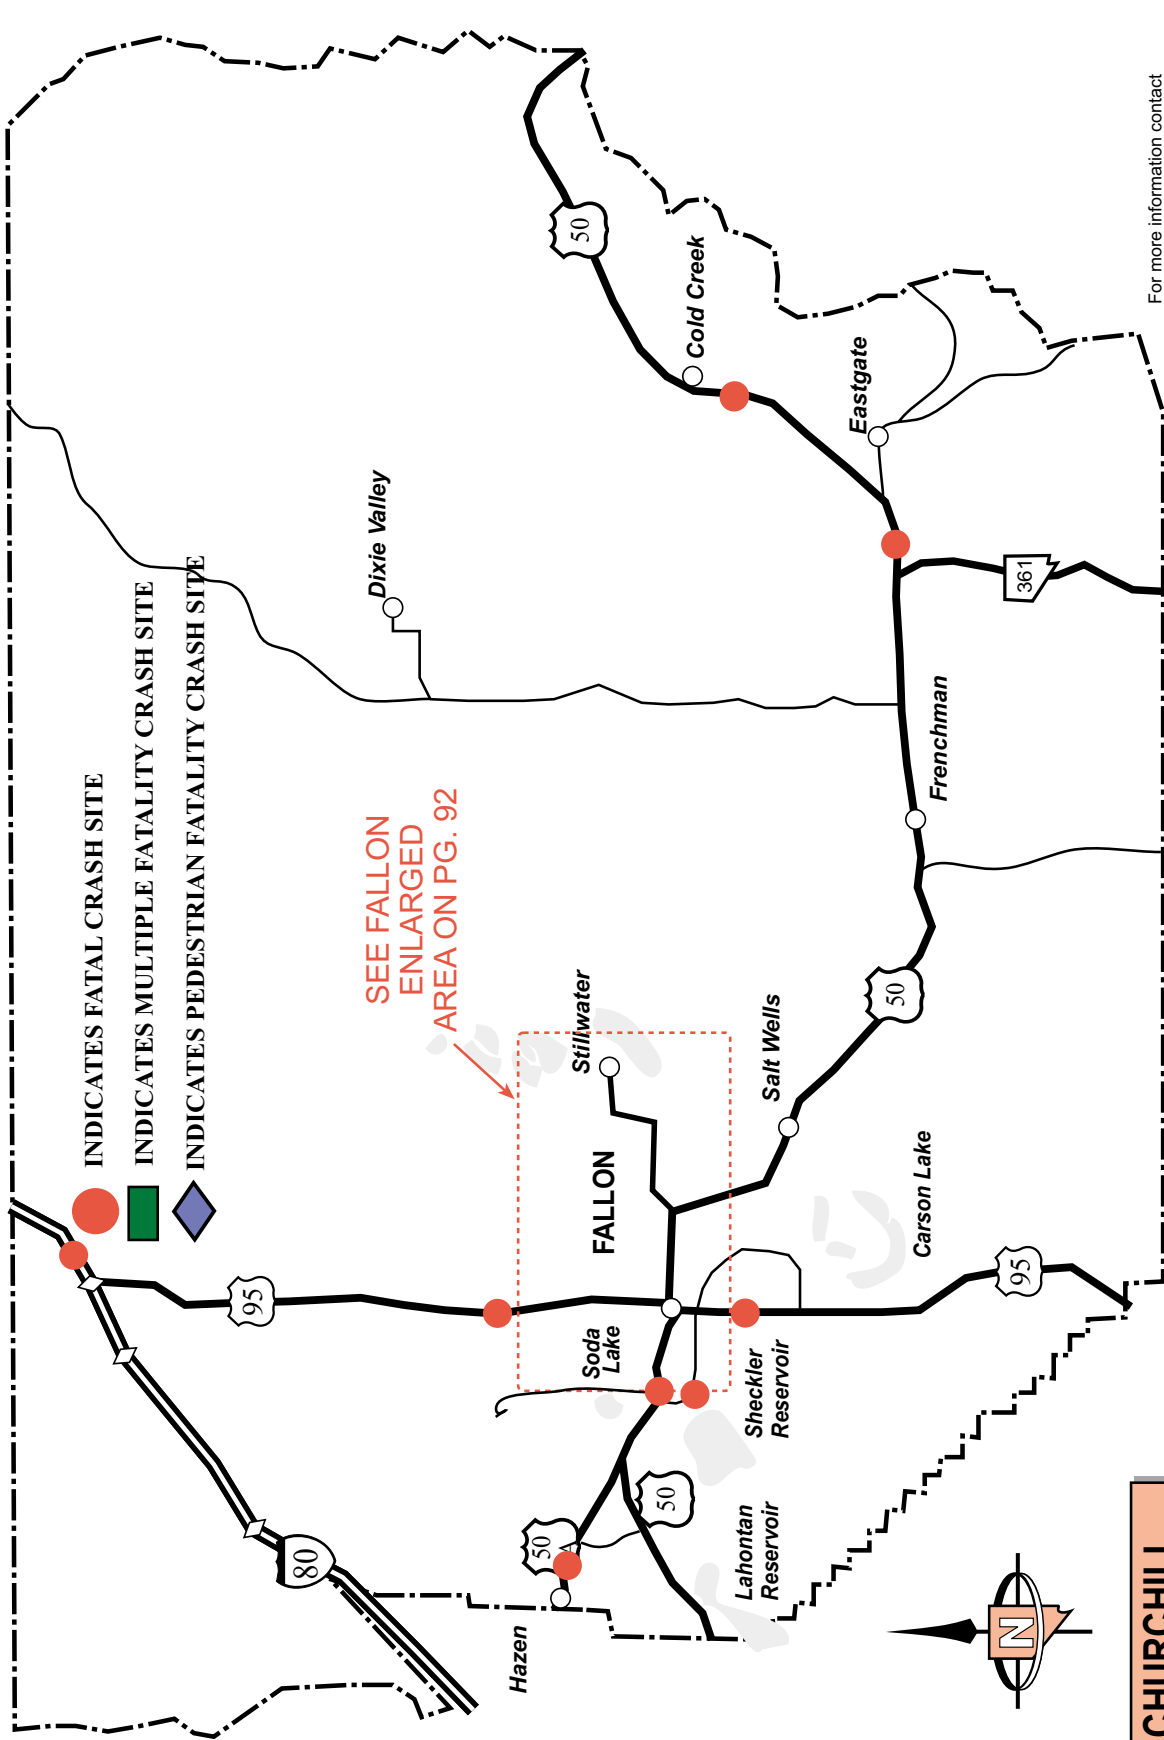 INDICATES FATAL CRASH SITE
INDICATES MULTIPLE FATALITY CRASH SITE
INDICATES PEDESTRIAN FATALITY CRASH SITE
SEE FALLON
ENLARGED
AREA ON PG. 92
80
95
50
Hazen
50
50
Lahontan
Reservoir
Soda
Lake
Sheckler
Reservoir
FALLON
Stillwater
Salt Wells
Carson Lake
95
50
Frenchman
Dixie Valley
361
Eastgate
Cold Creek
N
CHURCHILL
For more information contact